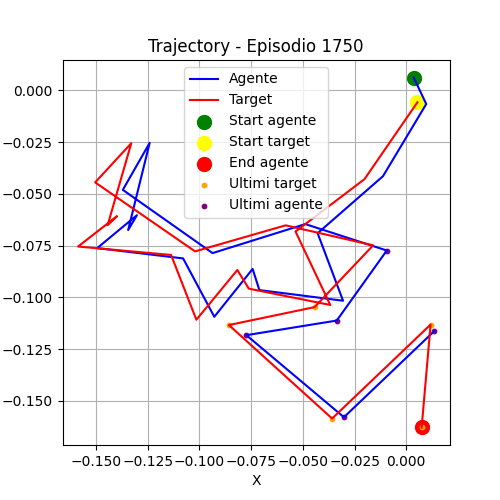 Trajectory - Episodio 1750
Agente
Target
Start agente
Start target
End agente
Ultimi target
Ultimi agente
0.000
−0.025
−0.050
−0.075
−0.100
−0.125
−0.150
−0.150 −0.125 −0.100 −0.075 −0.050 −0.025 0.000
X